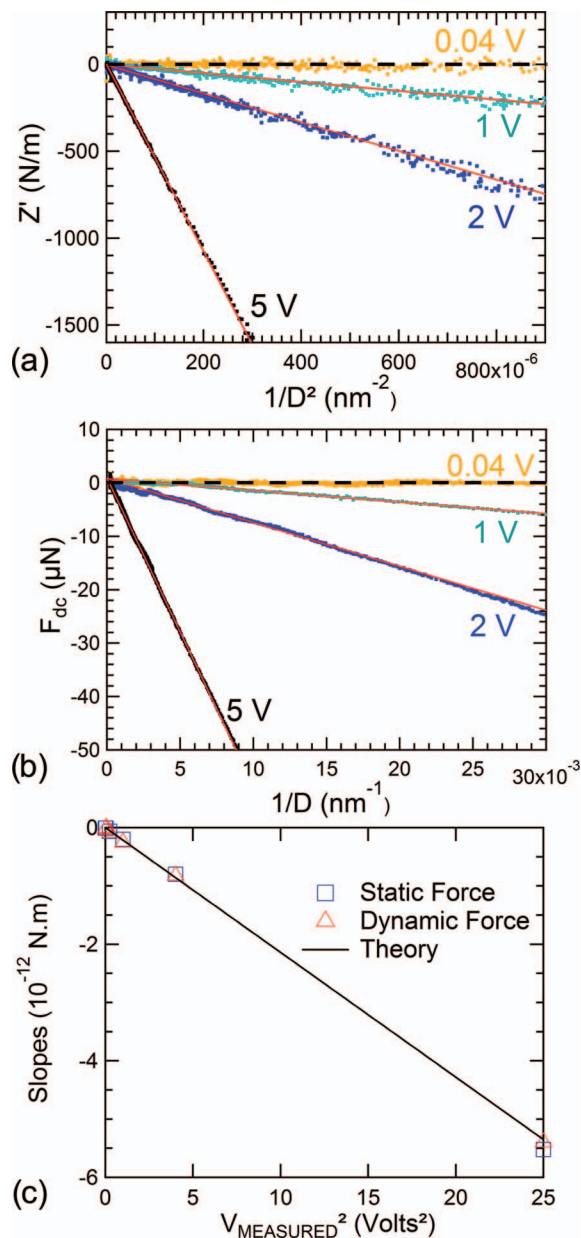 0.04 V
0
1 V
-500
Z' (N/m)
2 V
-1000
5 V
-1500
(a)
0 200 400 600 800x10⁻⁶
1/D² (nm⁻²)
10
0.04 V
0
1 V
-10
F_dc (µN)
-20
2 V
-30
-40
5 V
-50
(b)
0 5 10 15 20 25 30x10⁻³
1/D (nm⁻¹)
0
Static Force
Dynamic Force
Theory
-2
Slopes (10⁻¹² N.m)
-4
-6
(c)
0 5 10 15 20 25
V_MEASURED² (Volts²)